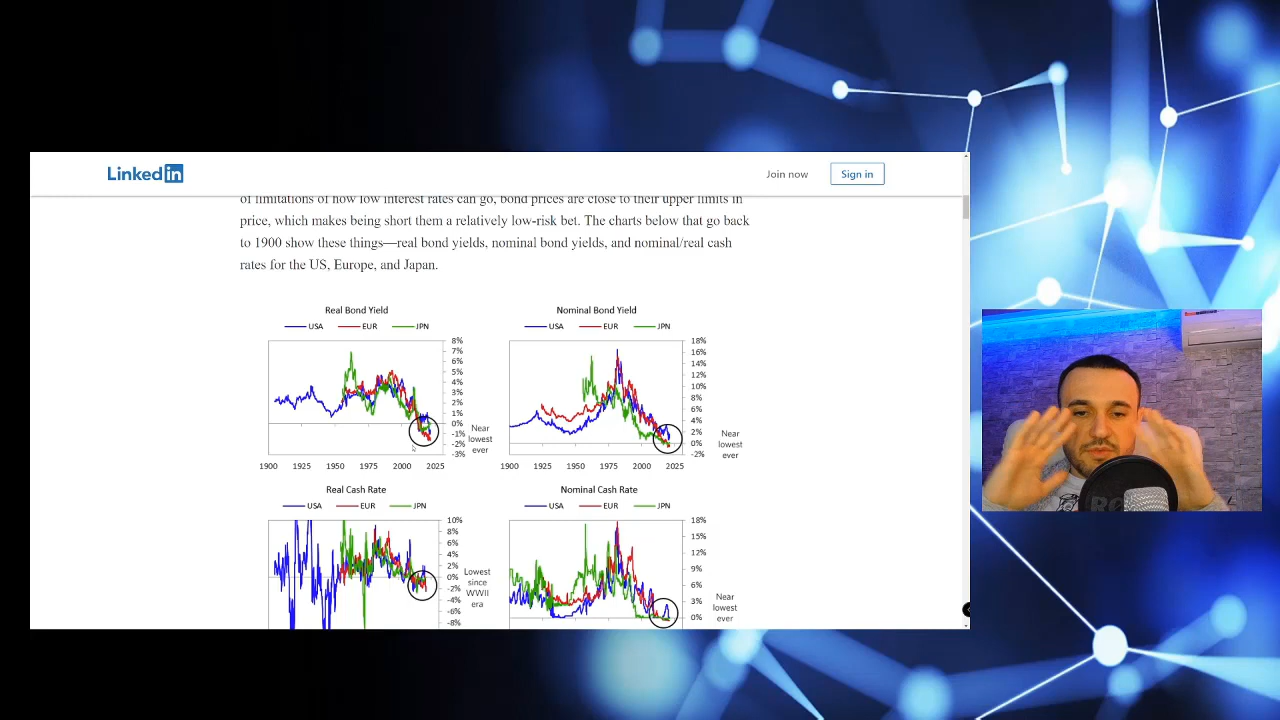 LinkedIn
Join now
Sign in
of limitations of how low interest rates can go, bond prices are close to their upper limits in
price, which makes being short them a relatively low-risk bet. The charts below that go back
to 1900 show these things—real bond yields, nominal bond yields, and nominal/real cash
rates for the US, Europe, and Japan.
Real Bond Yield
USA EUR JPN
8%
7%
6%
5%
4%
3%
2%
1%
0%
-1%
-2%
-3%
Near
lowest
ever
1900 1925 1950 1975 2000 2025
Nominal Bond Yield
USA EUR JPN
18%
16%
14%
12%
10%
8%
6%
4%
2%
0%
-2%
Near
lowest
ever
1900 1925 1950 1975 2000 2025
Real Cash Rate
USA EUR JPN
10%
8%
6%
4%
2%
0%
-2%
-4%
-6%
-8%
Lowest
since
WWII
era
Nominal Cash Rate
USA EUR JPN
18%
15%
12%
9%
6%
3%
0%
Near
lowest
ever